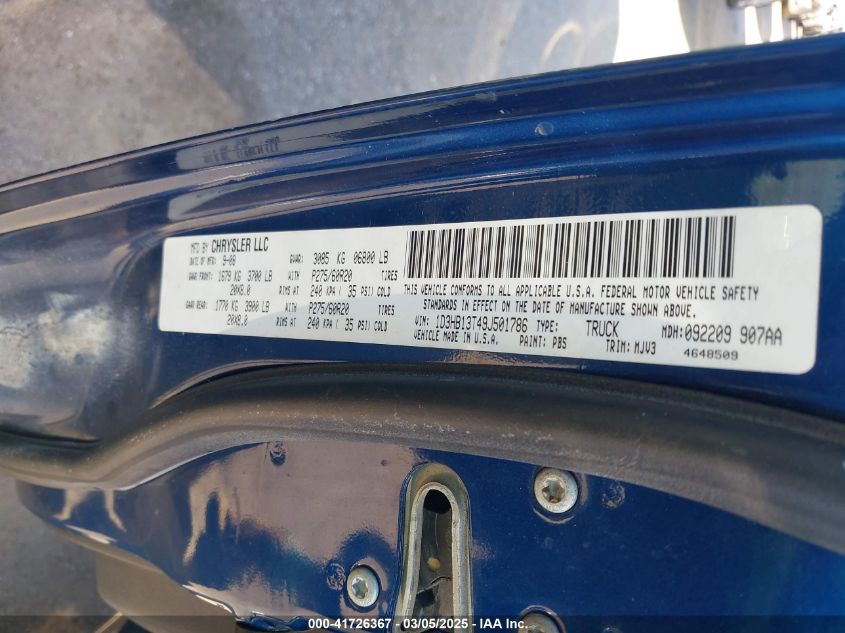 MFD BY CHRYSLER LLC
DATE OF MFR: 9-08 GVWR: 3085 KG 06800 LB
GAWR FRONT: 1679 KG 3700 LB WITH P275/60R20 TIRES
20X8.0 RIMS AT 240 KPA ( 35 PSI) COLD
GAWR REAR: 1770 KG 3900 LB WITH P275/60R20 TIRES
20X8.0 RIMS AT 240 KPA ( 35 PSI) COLD
THIS VEHICLE CONFORMS TO ALL APPLICABLE U.S.A. FEDERAL MOTOR VEHICLE SAFETY
STANDARDS IN EFFECT ON THE DATE OF MANUFACTURE SHOWN ABOVE.
VIN: 1D3HB13T49J501786 TYPE: TRUCK MDH: 092209 907AA
VEHICLE MADE IN U.S.A. PAINT: PBS TRIM: MJV3 4648509
000-41726367 - 03/05/2025 - IAA Inc.